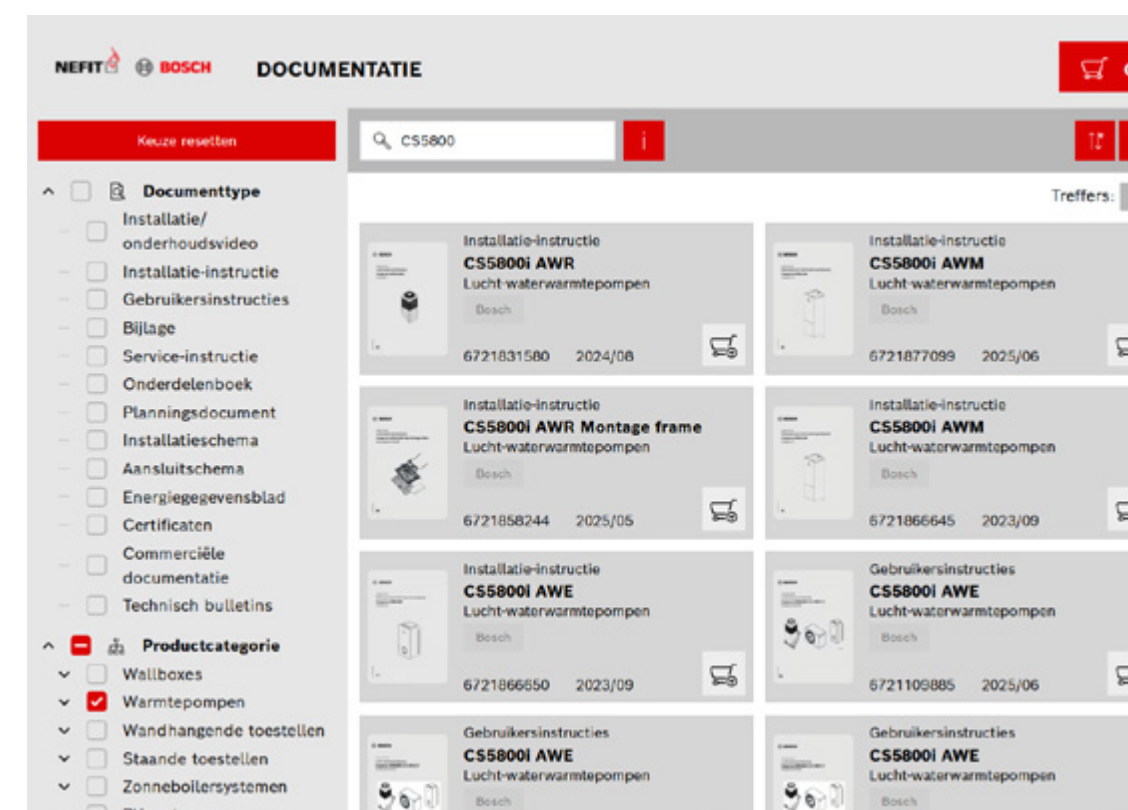 NEFIT BOSCH DOCUMENTATIE
Keuze resetten
CS5800
i
Treffers:
Documenttype
Installatie/
onderhoudsvideo
Installatie-instructie
Gebruikersinstructies
Bijlage
Service-instructie
Onderdelenboek
Planningsdocument
Installatieschema
Aansluitschema
Energiegegevensblad
Certificaten
Commerciële
documentatie
Technisch bulletins
Productcategorie
Wallboxes
Warmtepompen
Wandhangende toestellen
Staande toestellen
Zonneboilersystemen
Installatie-instructie
CS5800i AWR
Lucht-waterwarmtepompen
Bosch
6721831580 2024/08
Installatie-instructie
CS5800i AWM
Lucht-waterwarmtepompen
Bosch
6721877099 2025/06
Installatie-instructie
CS5800i AWR Montage frame
Lucht-waterwarmtepompen
Bosch
6721858244 2025/05
Installatie-instructie
CS5800i AWM
Lucht-waterwarmtepompen
Bosch
6721866645 2023/09
Installatie-instructie
CS5800i AWE
Lucht-waterwarmtepompen
Bosch
6721866650 2023/09
Gebruikersinstructies
CS5800i AWE
Lucht-waterwarmtepompen
Bosch
6721109885 2025/06
Gebruikersinstructies
CS5800i AWE
Lucht-waterwarmtepompen
Bosch
Gebruikersinstructies
CS5800i AWE
Lucht-waterwarmtepompen
Bosch